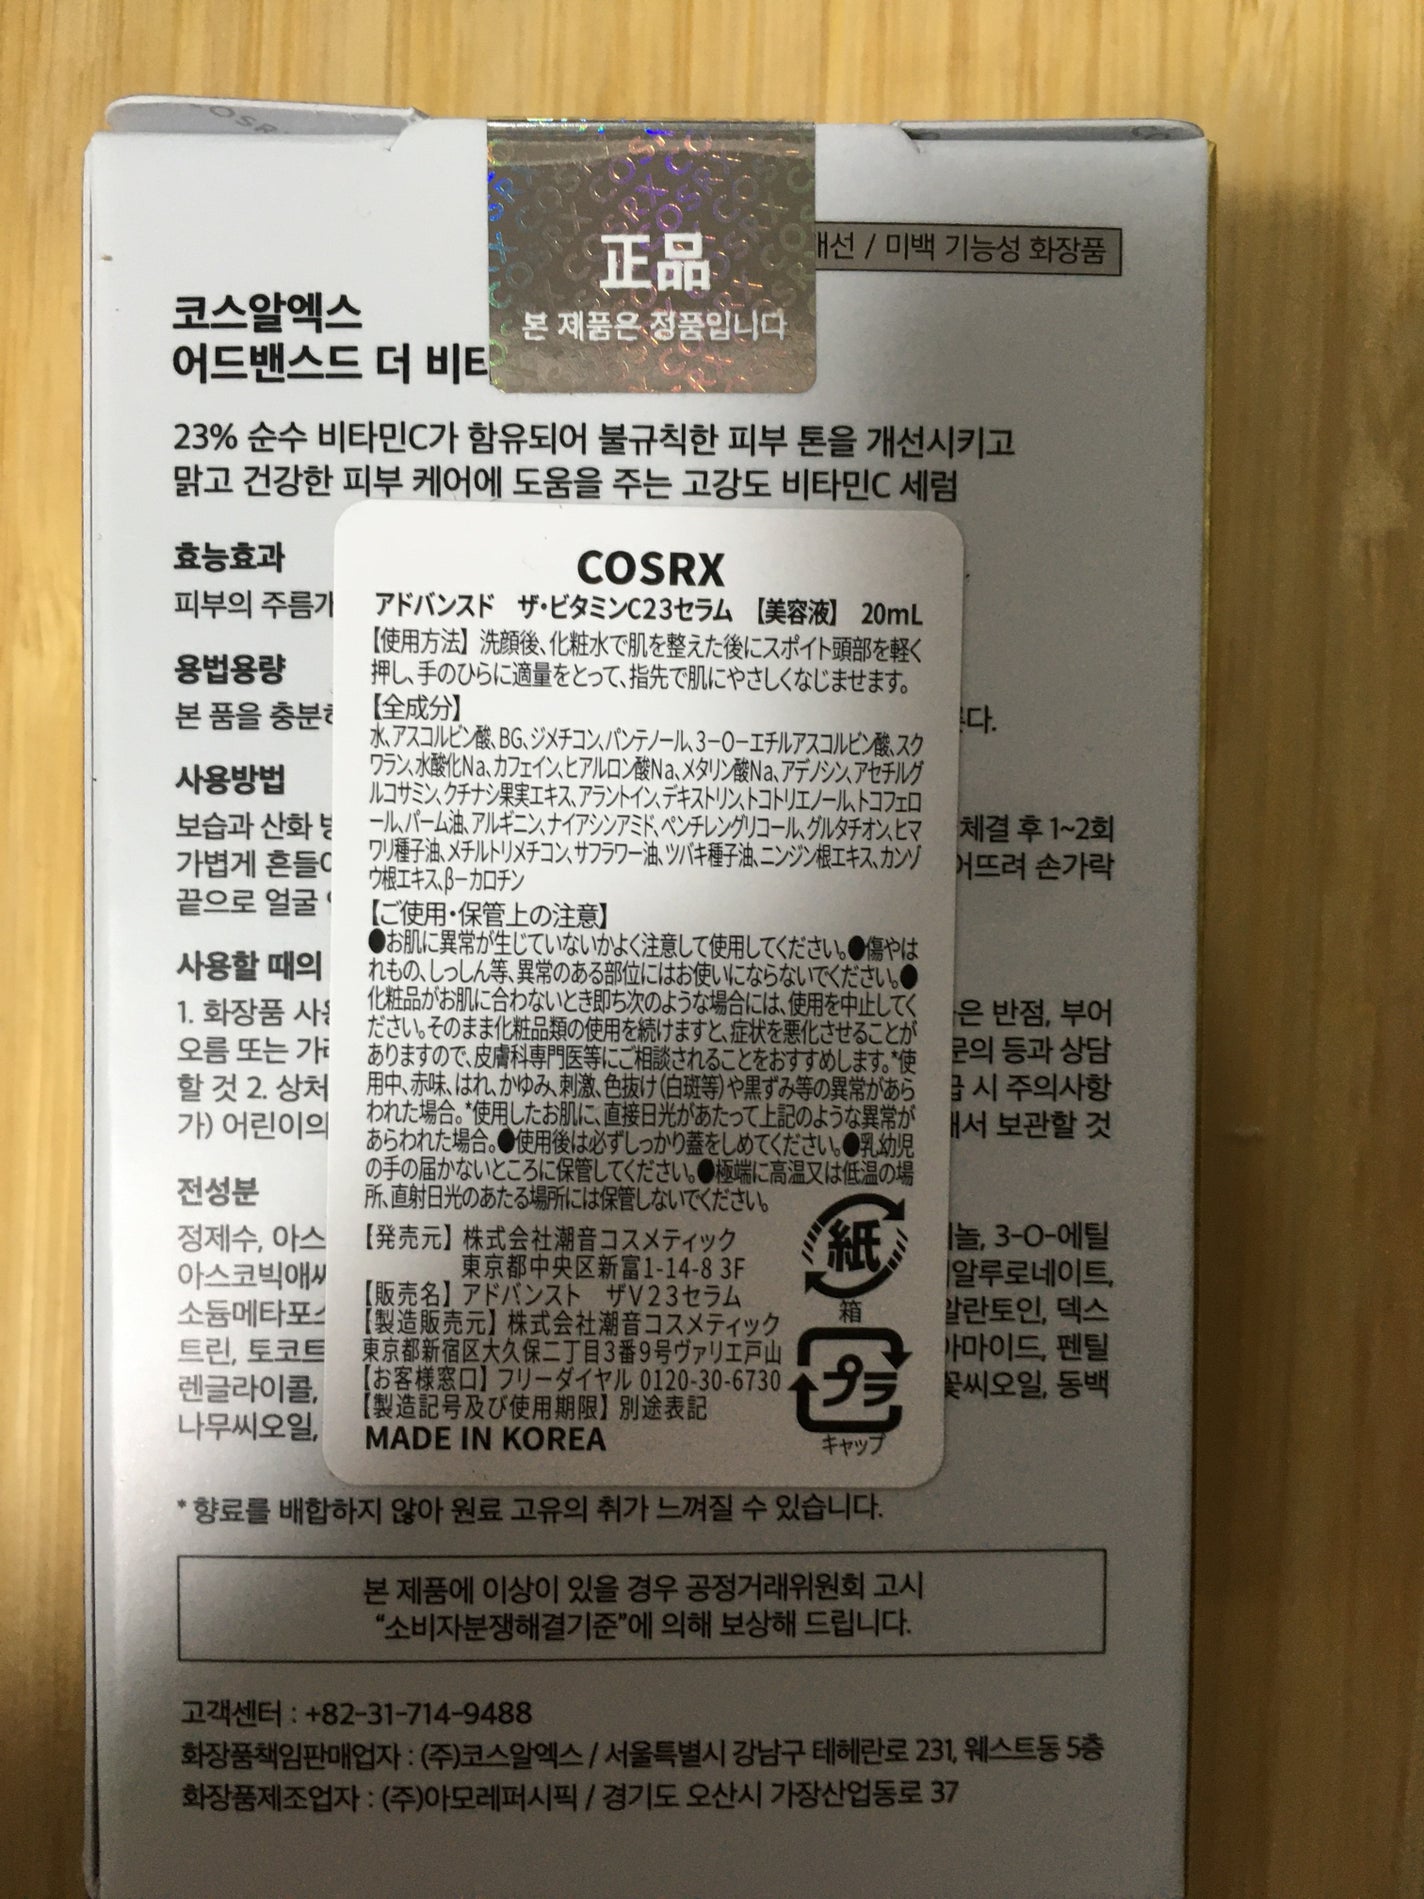 正品
본 제품은 정품입니다
개선 / 미백 기능성 화장품
코스알엑스
어드밴스드 더 비타
23% 순수 비타민C가 함유되어 불규칙한 피부 톤을 개선시키고
맑고 건강한 피부 케어에 도움을 주는 고강도 비타민C 세럼
효능효과
피부의 주름개
용법용량
본 품을 충분히
른다.
사용방법
보습과 산화 방
체결 후 1~2회
가볍게 흔들어
어뜨려 손가락
끝으로 얼굴
사용할 때의
1. 화장품 사용
은 반점, 부어
오름 또는 가려
문의 등과 상담
할 것 2. 상처
급 시 주의사항
가) 어린이의
해서 보관할 것
전성분
정제수, 아스
놀, 3-O-에틸
아스코빅애씨
알루로네이트,
소듐메타포스
알란토인, 덱스
트린, 토코트
아마이드, 펜틸
렌글라이콜,
꽃씨오일, 동백
나무씨오일,
COSRX
アドバンスド ザ・ビタミンC23セラム 【美容液】 20mL
【使用方法】洗顔後、化粧水で肌を整えた後にスポイト頭部を軽く
押し、手のひらに適量をとって、指先で肌にやさしくなじませます。
【全成分】
水、アスコルビン酸、BG、ジメチコン、パンテノール、3－O－エチルアスコルビン酸、スク
ワラン、水酸化Na、カフェイン、ヒアルロン酸Na、メタリン酸Na、アデノシン、アセチルグ
ルコサミン、クチナシ果実エキス、アラントイン、デキストリン、トコトリエノール、トコフェロ
ール、パーム油、アルギニン、ナイアシンアミド、ペンチレングリコール、グルタチオン、ヒマ
ワリ種子油、メチルトリメチコン、サフラワー油、ツバキ種子油、ニンジン根エキス、カンゾ
ウ根エキス、β－カロチン
【ご使用・保管上の注意】
●お肌に異常が生じていないかよく注意して使用してください。●傷やは
れもの、しっしん等、異常のある部位にはお使いにならないでください。●
化粧品がお肌に合わないとき即ち次のような場合には、使用を中止してく
ださい。そのまま化粧品類の使用を続けますと、症状を悪化させることが
ありますので、皮膚科専門医等にご相談されることをおすすめします。*使
用中、赤味、はれ、かゆみ、刺激、色抜け(白斑等)や黒ずみ等の異常があら
われた場合。*使用したお肌に、直接日光があたって上記のような異常が
あらわれた場合。●使用後は必ずしっかり蓋をしめてください。●乳幼児
の手の届かないところに保管してください。●極端に高温又は低温の場
所、直射日光のあたる場所には保管しないでください。
【発売元】株式会社潮音コスメティック
東京都中央区新富1-14-8 3F
【販売名】アドバンスト ザV23セラム
【製造販売元】株式会社潮音コスメティック
東京都新宿区大久保二丁目3番9号ヴァリエ戸山
【お客様窓口】フリーダイヤル 0120-30-6730
【製造記号及び使用期限】別途表記
MADE IN KOREA
紙
箱
プラ
キャップ
* 향료를 배합하지 않아 원료 고유의 취가 느껴질 수 있습니다.
본 제품에 이상이 있을 경우 공정거래위원회 고시
“소비자분쟁해결기준”에 의해 보상해 드립니다.
고객센터 : +82-31-714-9488
화장품책임판매업자 : (주)코스알엑스 / 서울특별시 강남구 테헤란로 231, 웨스트동 5층
화장품제조업자 : (주)아모레퍼시픽 / 경기도 오산시 가장산업동로 37